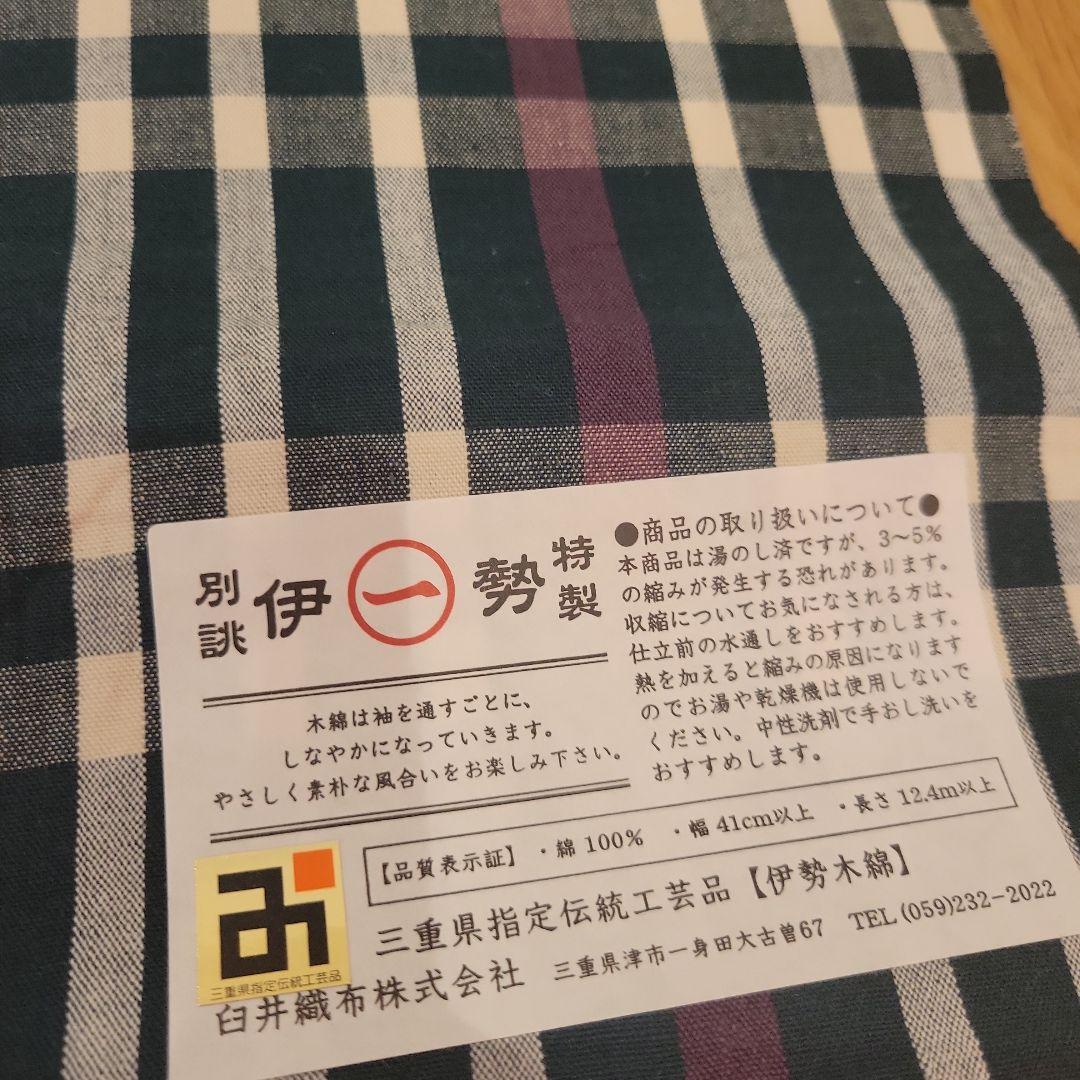 別誂
伊
一
勢
特製
木綿は袖を通すごとに、
しなやかになっていきます。
やさしく素朴な風合いをお楽しみ下さい。
●商品の取り扱いについて●
本商品は湯のし済ですが、3～5%
の縮みが発生する恐れがあります。
収縮についてお気になされる方は、
仕立前の水通しをおすすめします。
熱を加えると縮みの原因になります
のでお湯や乾燥機は使用しないで
ください。中性洗剤で手おし洗いを
おすすめします。
【品質表示証】 ・綿 100% ・幅 41cm以上 ・長さ 12.4m以上
三重県指定伝統工芸品【伊勢木綿】
三重県指定伝統工芸品
臼井織布株式会社 三重県津市一身田大古曽67 TEL (059)232-2022